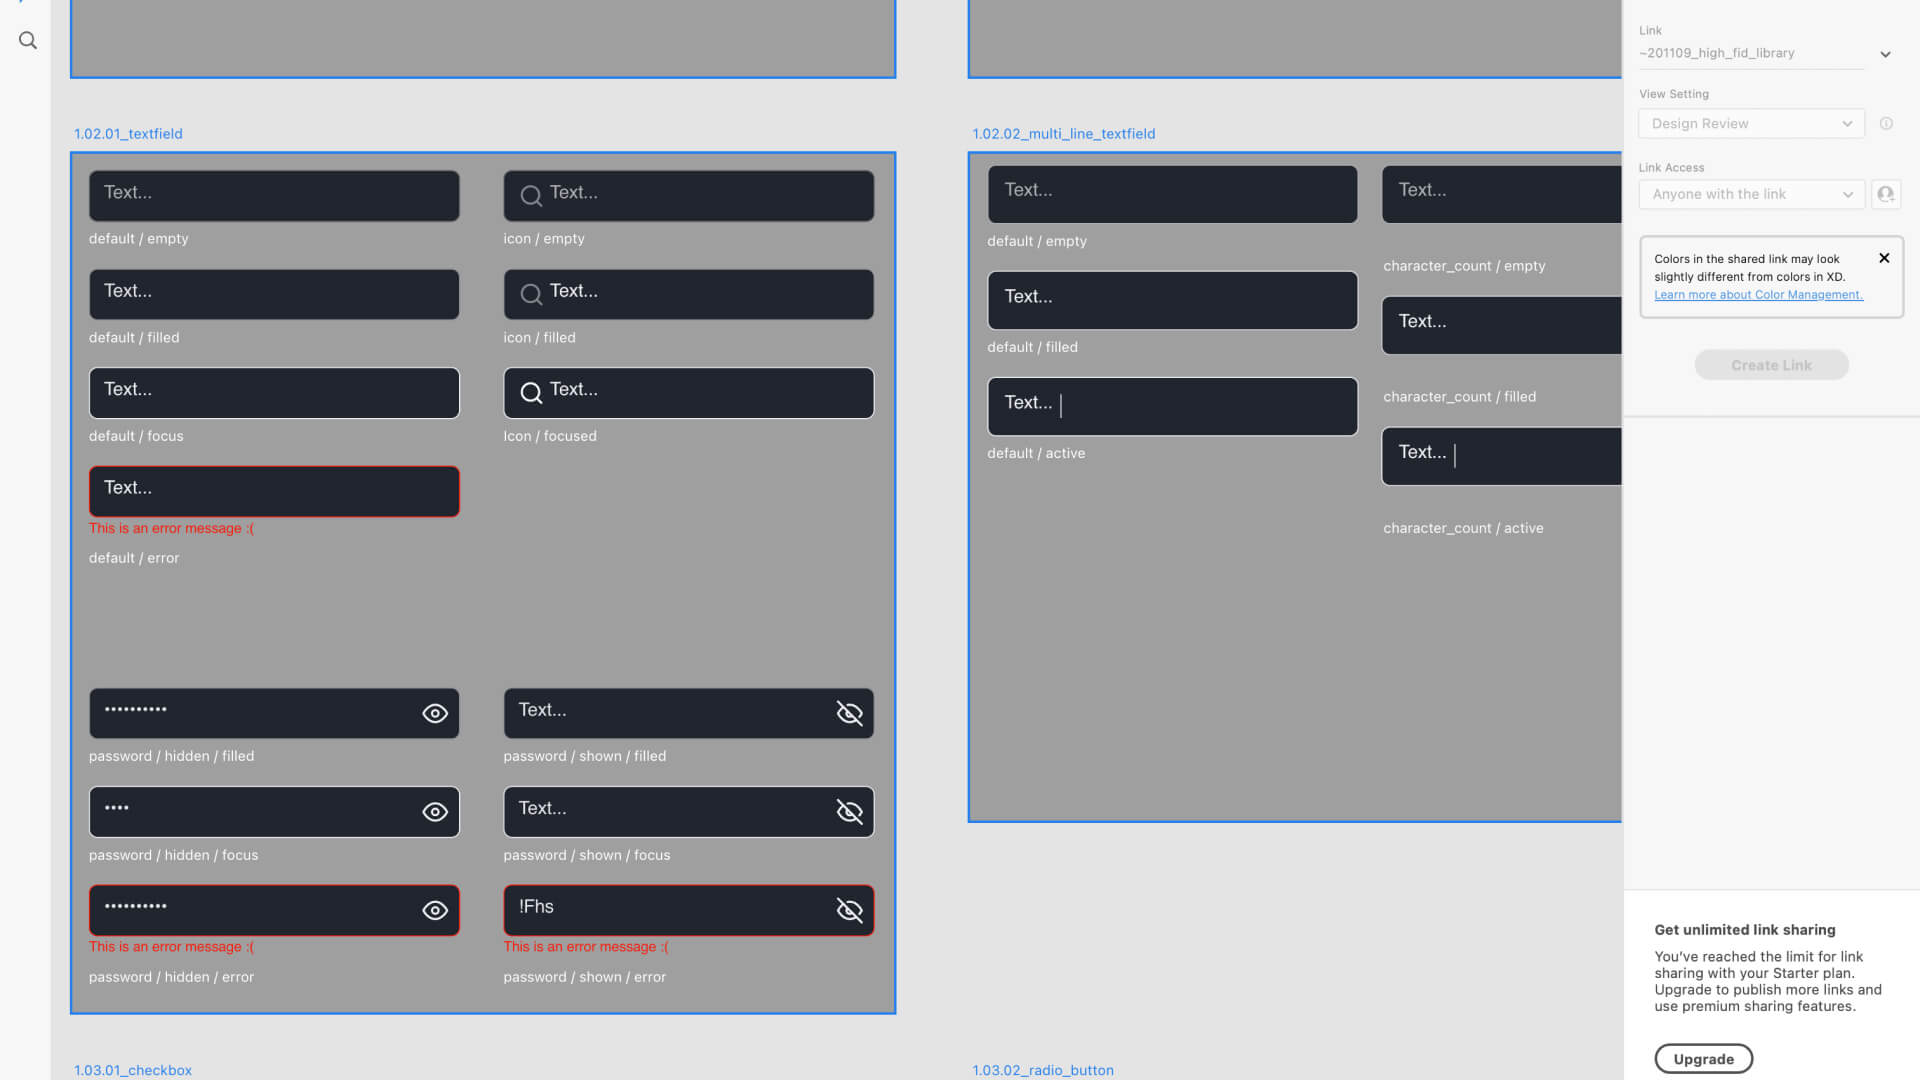 1.02.01_textfield
Text...
default / empty
Text...
default / filled
Text...
default / focus
Text...
This is an error message :(
default / error
Text...
icon / empty
Text...
icon / filled
Text...
Icon / focused
••••••••••
password / hidden / filled
••••
password / hidden / focus
••••••••••
This is an error message :(
password / hidden / error
Text...
password / shown / filled
Text...
password / shown / focus
!Fhs
This is an error message :(
password / shown / error
1.02.02_multi_line_textfield
Text...
default / empty
Text...
default / filled
Text...
default / active
Text...
character_count / empty
Text...
character_count / filled
Text...
character_count / active
1.03.01_checkbox
1.03.02_radio_button
Link
~201109_high_fid_library
View Setting
Design Review
Link Access
Anyone with the link
Colors in the shared link may look
slightly different from colors in XD.
Learn more about Color Management.
Create Link
Get unlimited link sharing
You've reached the limit for link
sharing with your Starter plan.
Upgrade to publish more links and
use premium sharing features.
Upgrade